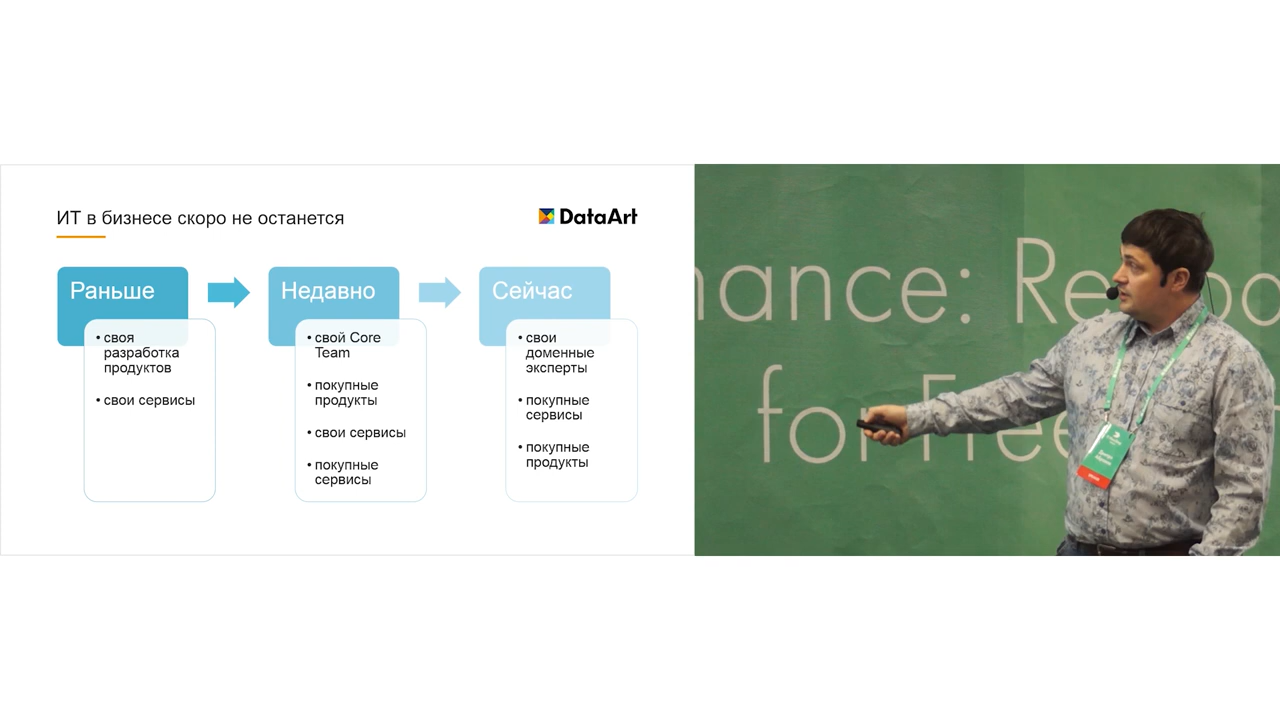 ИТ в бизнесе скоро не останется
DataArt
Раньше
• своя
разработка
продуктов
• свои сервисы
Недавно
• свой Core
Team
• покупные
продукты
• свои сервисы
• покупные
сервисы
Сейчас
• свои
доменные
эксперты
• покупные
сервисы
• покупные
продукты
nance: Re
for Free